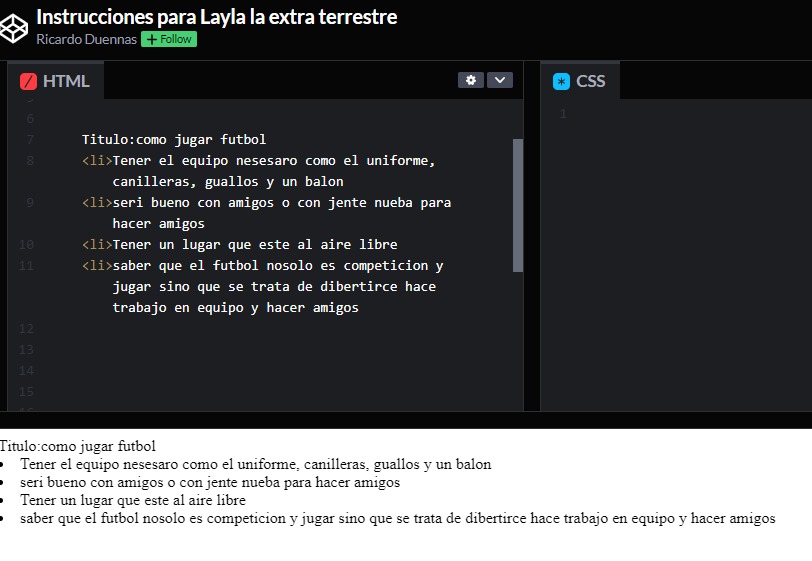 Instrucciones para Layla la extra terrestre
Ricardo Duennas + Follow
/ HTML
* CSS
1
6
7 Titulo:como jugar futbol
8 <li>Tener el equipo nesesaro como el uniforme,
canilleras, guallos y un balon
9 <li>seri bueno con amigos o con jente nueba para
hacer amigos
10 <li>Tener un lugar que este al aire libre
11 <li>saber que el futbol nosolo es competicion y
jugar sino que se trata de dibertirce hace
trabajo en equipo y hacer amigos
12
13
14
15
Titulo:como jugar futbol
• Tener el equipo nesesaro como el uniforme, canilleras, guallos y un balon
• seri bueno con amigos o con jente nueba para hacer amigos
• Tener un lugar que este al aire libre
• saber que el futbol nosolo es competicion y jugar sino que se trata de dibertirce hace trabajo en equipo y hacer amigos